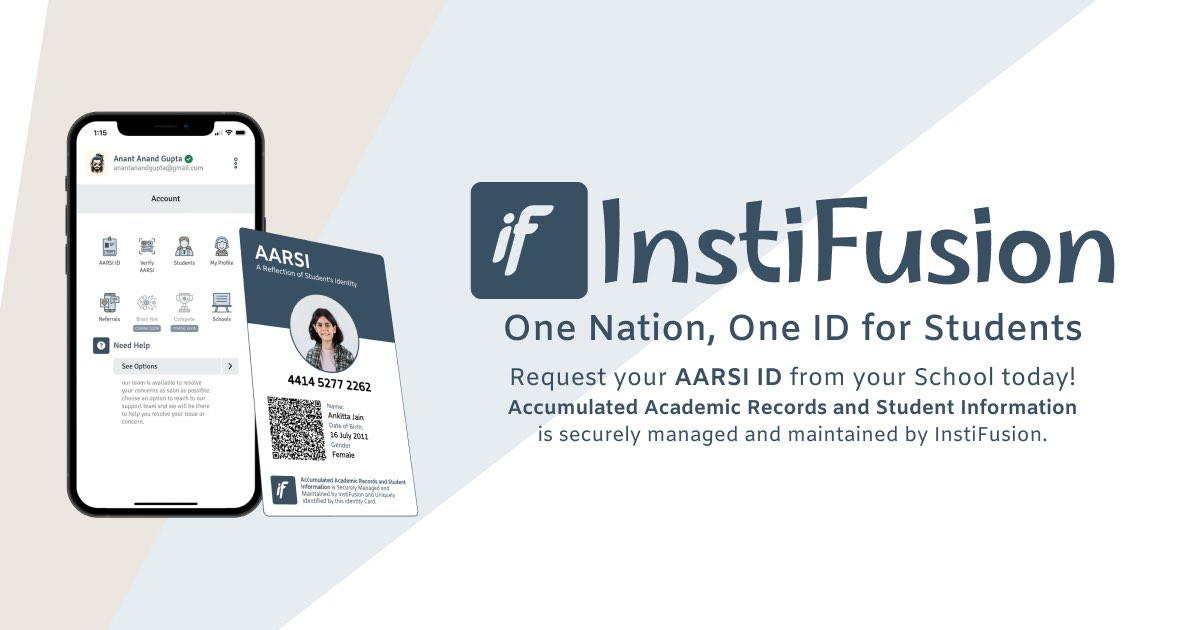 1:15
Anant Anand Gupta
anantanandgupta@gmail.com
Account
AARSI ID
Verify
AARSI
Students
My Profile
Referrals
Brain Net
COMING SOON
Compete
COMING SOON
Schools
? Need Help
See Options
our team is available to resolve
your concerns as soon as possible.
choose an option to reach to our
support team and we will be there
to help you resolve your issue or
concern.
AARSI
A Reflection of Student's Identity
4414 5277 2262
Name:
Ankitta Jain
Date of Birth:
16 July 2011
Gender
Female
if
Accumulated Academic Records and Student
Information is Securely Managed and
Maintained by InstiFusion and Uniquely
Identified by this Identity Card.
if InstiFusion
One Nation, One ID for Students
Request your AARSI ID from your School today!
Accumulated Academic Records and Student Information
is securely managed and maintained by InstiFusion.